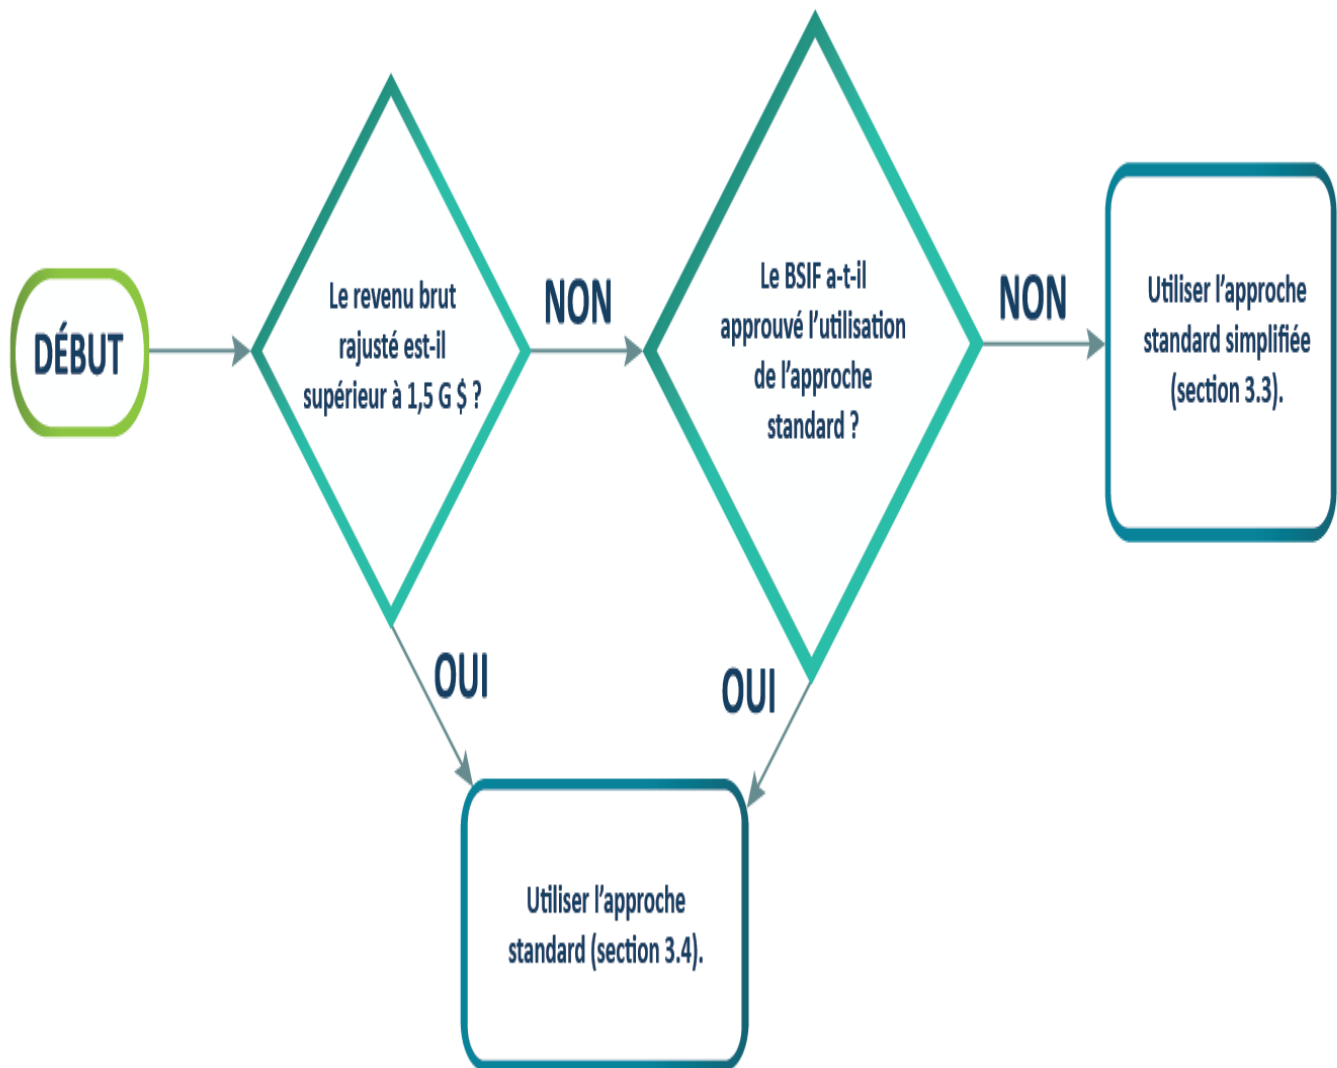 DÉBUT
Le revenu brut
rajusté est-il
supérieur à 1,5 G $ ?
NON
Le BSIF a-t-il
approuvé l’utilisation
de l’approche
standard ?
NON
Utiliser l’approche
standard simplifiée
(section 3.3).
OUI
OUI
Utiliser l’approche
standard (section 3.4).